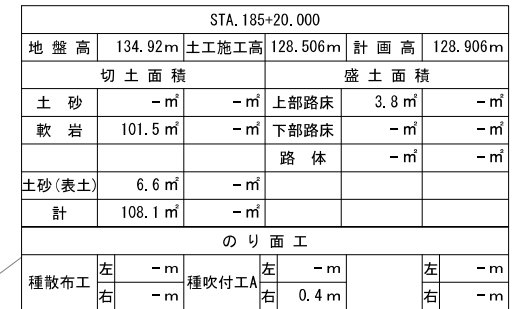 STA.185+20.000
地盤高 134.92m 土工施工高 128.506m 計画高 128.906m
切土面積 盛土面積
土砂 －㎡ －㎡ 上部路床 3.8㎡ －㎡
軟岩 101.5㎡ －㎡ 下部路床 －㎡ －㎡
路体 －㎡ －㎡
土砂(表土) 6.6㎡ －㎡
計 108.1㎡ －㎡
のり面工
種散布工 左 －m 種吹付工A 左 －m 左 －m
右 －m 右 0.4m 右 －m